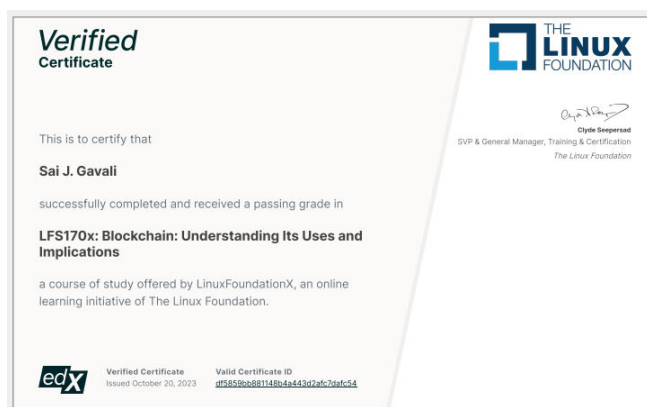 Verified
Certificate
THE
LINUX
FOUNDATION
Clyde Seepersad
SVP & General Manager, Training & Certification
The Linux Foundation
This is to certify that
Sai J. Gavali
successfully completed and received a passing grade in
LFS170x: Blockchain: Understanding Its Uses and
Implications
a course of study offered by LinuxFoundationX, an online
learning initiative of The Linux Foundation.
edX
Verified Certificate
Issued October 20, 2023
Valid Certificate ID
df5859bb881148b4a443d2afc7dafc54